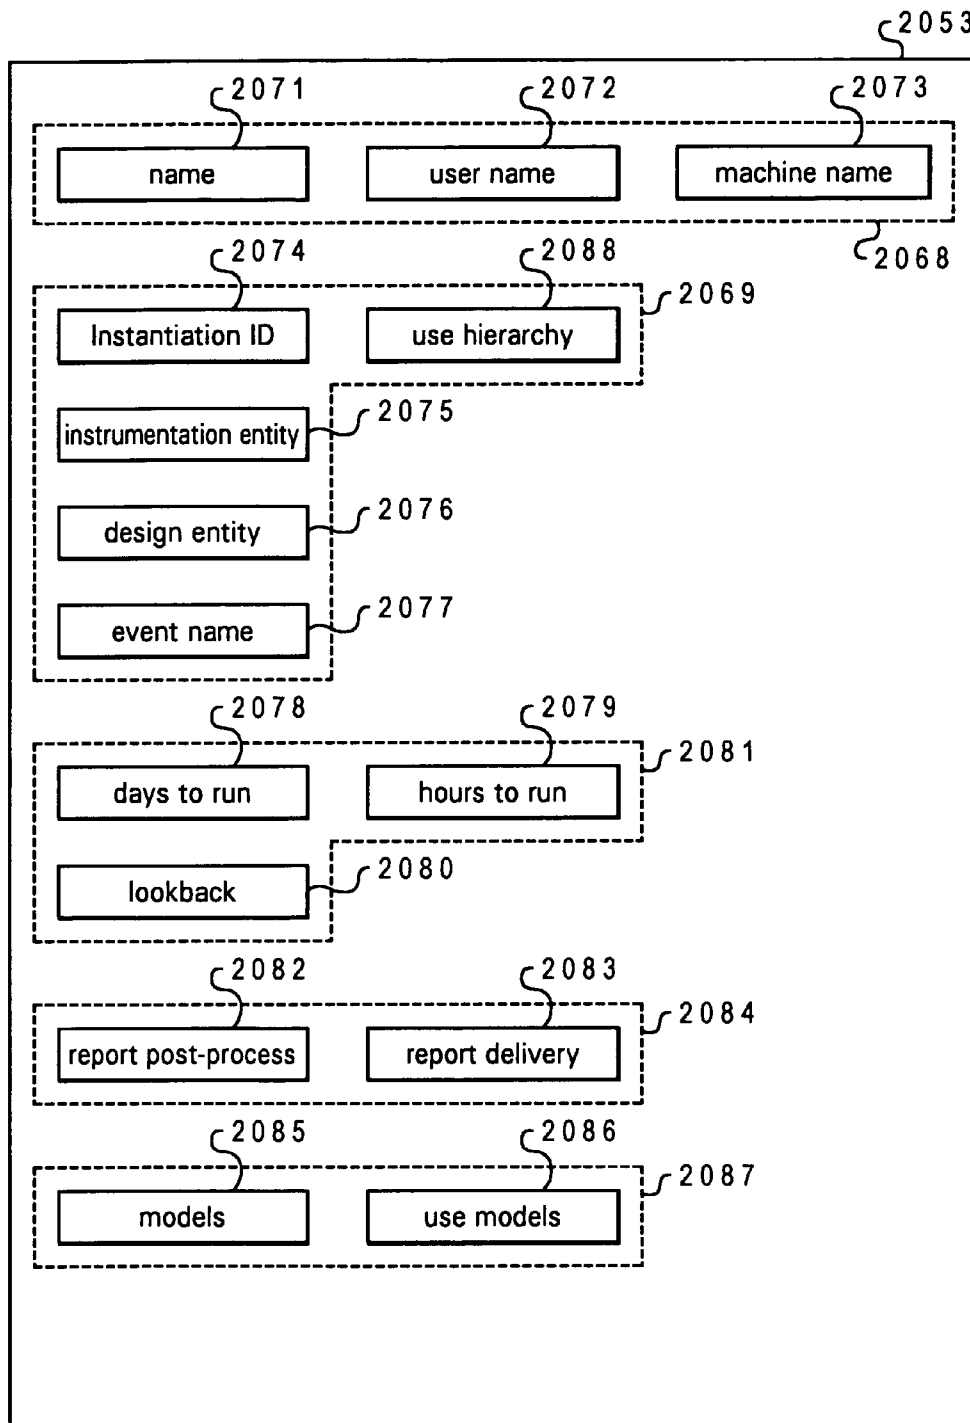 2053
2071 2072 2073
name user name machine name
2068
2074 2088
2069
Instantiation ID use hierarchy
2075
instrumentation entity
2076
design entity
2077
event name
2078 2079
2081
days to run hours to run
2080
lookback
2082 2083
2084
report post-process report delivery
2085 2086
2087
models use models